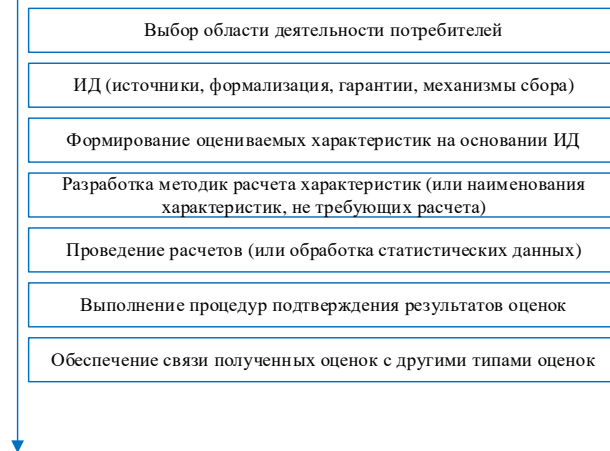 Выбор области деятельности потребителей
ИД (источники, формализация, гарантии, механизмы сбора)
Формирование оцениваемых характеристик на основании ИД
Разработка методик расчета характеристик (или наименования
характеристик, не требующих расчета)
Проведение расчетов (или обработка статистических данных)
Выполнение процедур подтверждения результатов оценок
Обеспечение связи полученных оценок с другими типами оценок